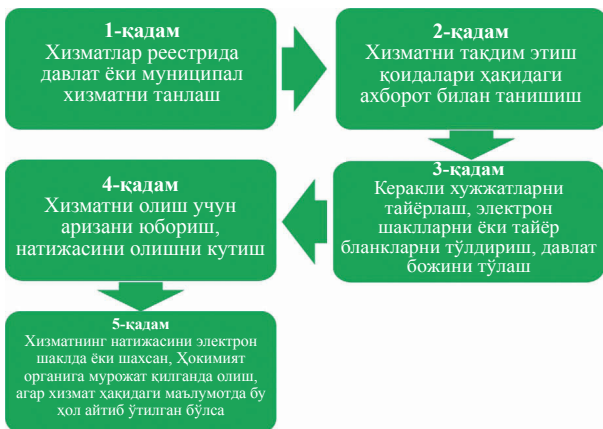 1-қадам
Хизматлар реестрида
давлат ёки муниципал
хизматни танлаш
2-қадам
Хизматни тақдим этиш
қоидалари ҳақидаги
ахборот билан танишиш
3-қадам
Керакли хужжатларни
тайёрлаш, электрон
шаклларни ёки тайёр
бланкларни тўлдириш, давлат
божини тўлаш
4-қадам
Хизматни олиш учун
аризани юбориш,
натижасини олишни кутиш
5-қадам
Хизматнинг натижасини электрон
шаклда ёки шахсан, Ҳокимият
органига мурожат қилганда олиш,
агар хизмат ҳақидаги маълумотда бу
ҳол айтиб ўтилган бўлса